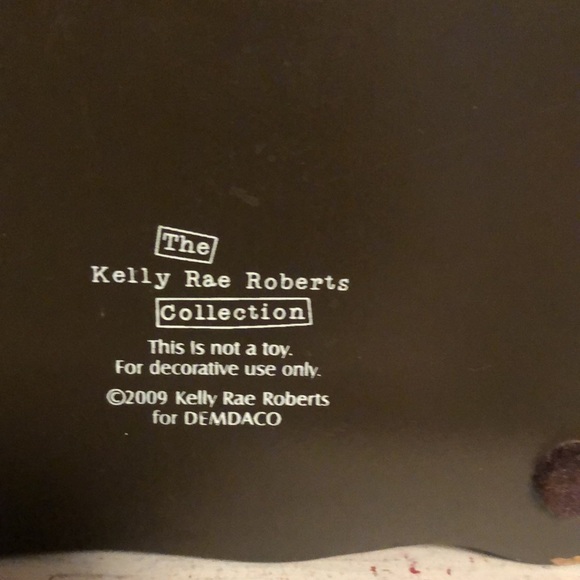 The
Kelly Rae Roberts
Collection
This is not a toy.
For decorative use only.
©2009 Kelly Rae Roberts
for DEMDACO